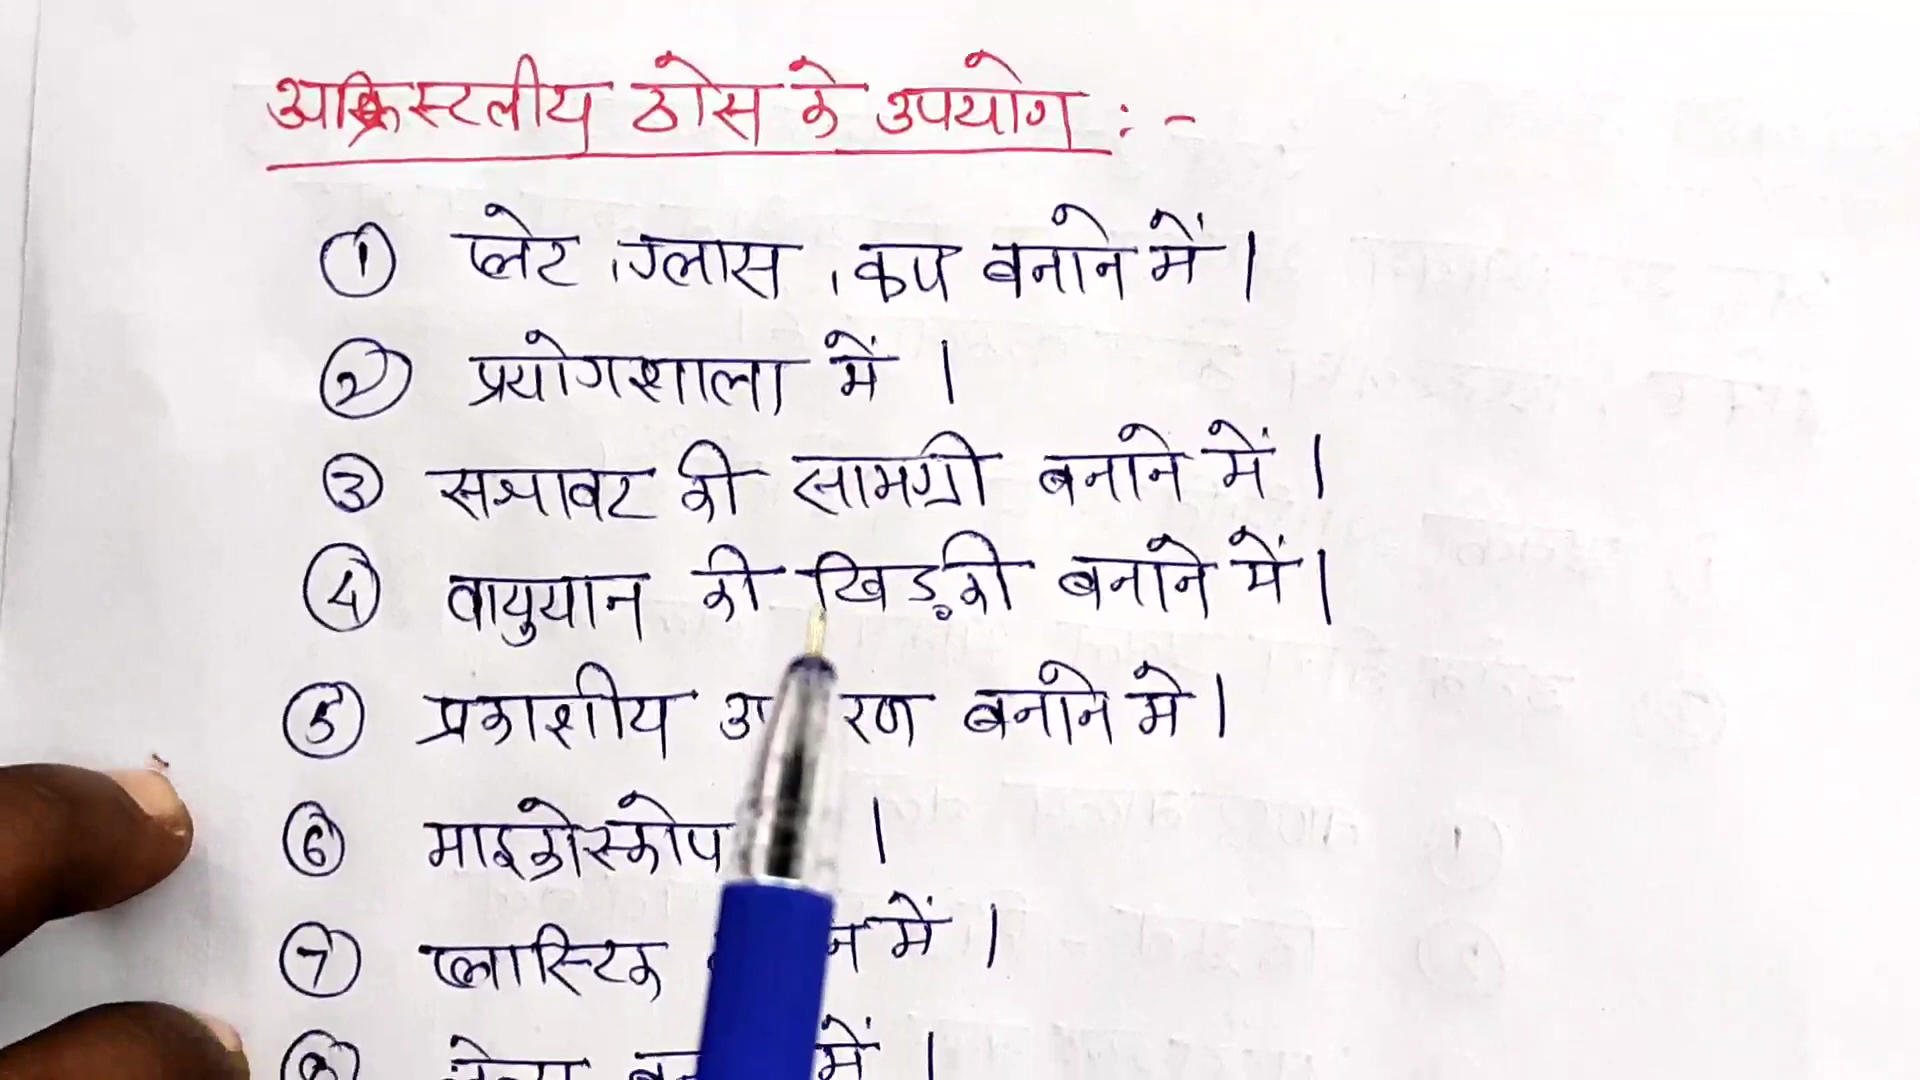 अक्रिस्टलीय ठोस के उपयोग :-
① प्लेट, ग्लास, कप बनाने में।
② प्रयोगशाला में।
③ सजावट की सामग्री बनाने में।
④ वायुयान की खिड़की बनाने में।
⑤ प्रकाशीय बनाने मे।
⑥ माइक्रोस्कोप ।
⑦ प्लास्टिक में।
⑧ में।